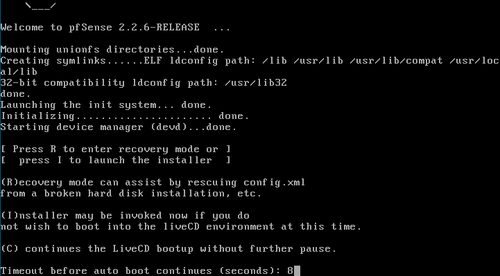 \___/
Welcome to pfSense 2.2.6-RELEASE  ...
Mounting unionfs directories...done.
Creating symlinks......ELF ldconfig path: /lib /usr/lib /usr/lib/compat /usr/loc
al/lib
32-bit compatibility ldconfig path: /usr/lib32
done.
Launching the init system... done.
Initializing...................... done.
Starting device manager (devd)...done.
[ Press R to enter recovery mode or ]
[  press I to launch the installer  ]
(R)ecovery mode can assist by rescuing config.xml
from a broken hard disk installation, etc.
(I)nstaller may be invoked now if you do
not wish to boot into the liveCD environment at this time.
(C) continues the LiveCD bootup without further pause.
Timeout before auto boot continues (seconds): 8